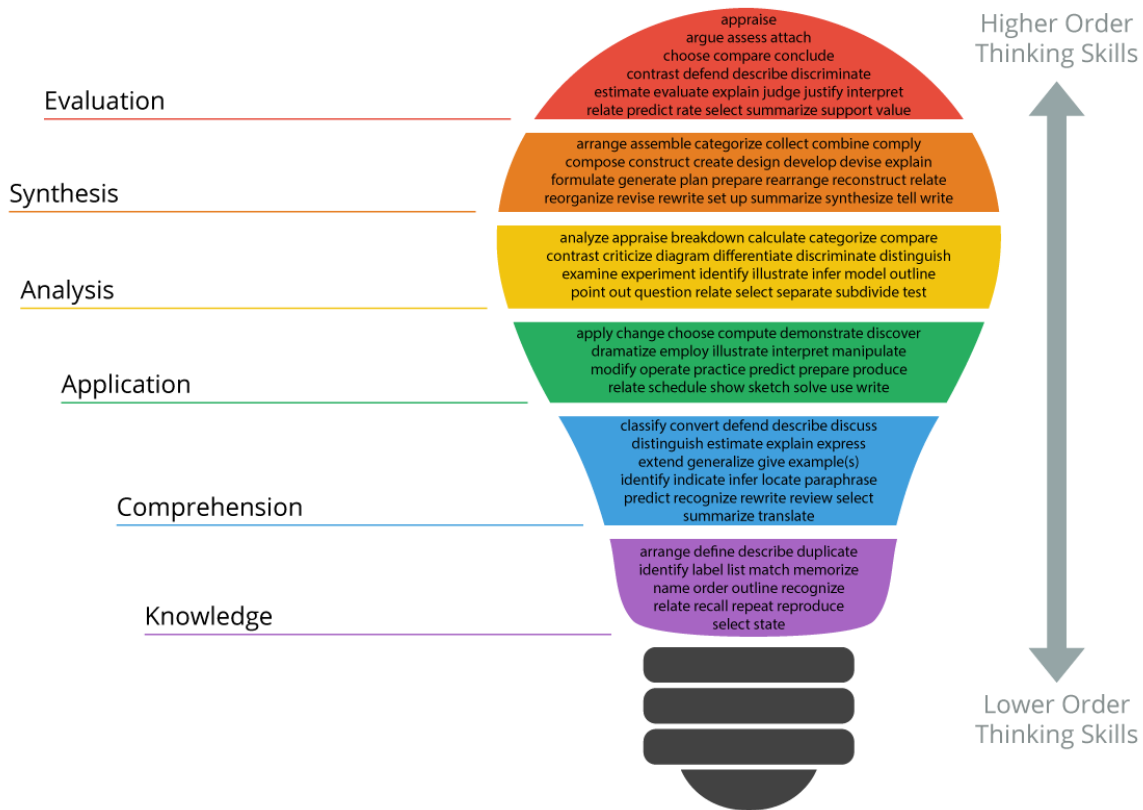 Higher Order
Thinking Skills
Evaluation
appraise
argue assess attach
choose compare conclude
contrast defend describe discriminate
estimate evaluate explain judge justify interpret
relate predict rate select summarize support value
Synthesis
arrange assemble categorize collect combine comply
compose construct create design develop devise explain
formulate generate plan prepare rearrange reconstruct relate
reorganize revise rewrite set up summarize synthesize tell write
Analysis
analyze appraise breakdown calculate categorize compare
contrast criticize diagram differentiate discriminate distinguish
examine experiment identify illustrate infer model outline
point out question relate select separate subdivide test
Application
apply change choose compute demonstrate discover
dramatize employ illustrate interpret manipulate
modify operate practice predict prepare produce
relate schedule show sketch solve use write
Comprehension
classify convert defend describe discuss
distinguish estimate explain express
extend generalize give example(s)
identify indicate infer locate paraphrase
predict recognize rewrite review select
summarize translate
Knowledge
arrange define describe duplicate
identify label list match memorize
name order outline recognize
relate recall repeat reproduce
select state
Lower Order
Thinking Skills